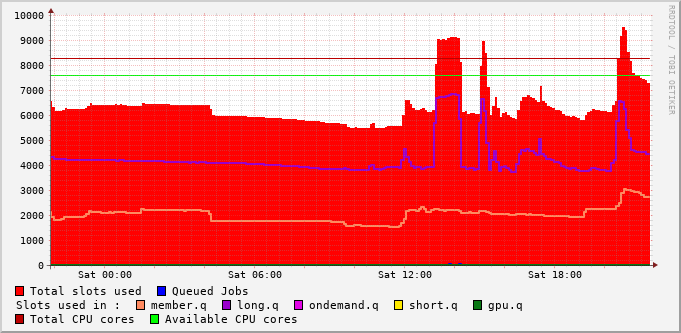 10000
9000
8000
7000
6000
5000
4000
3000
2000
1000
0
Sat 00:00 Sat 06:00 Sat 12:00 Sat 18:00
RRDTOOL / TOBI OETIKER
Total slots used Queued Jobs
Slots used in : member.q long.q ondemand.q short.q gpu.q
Total CPU cores Available CPU cores